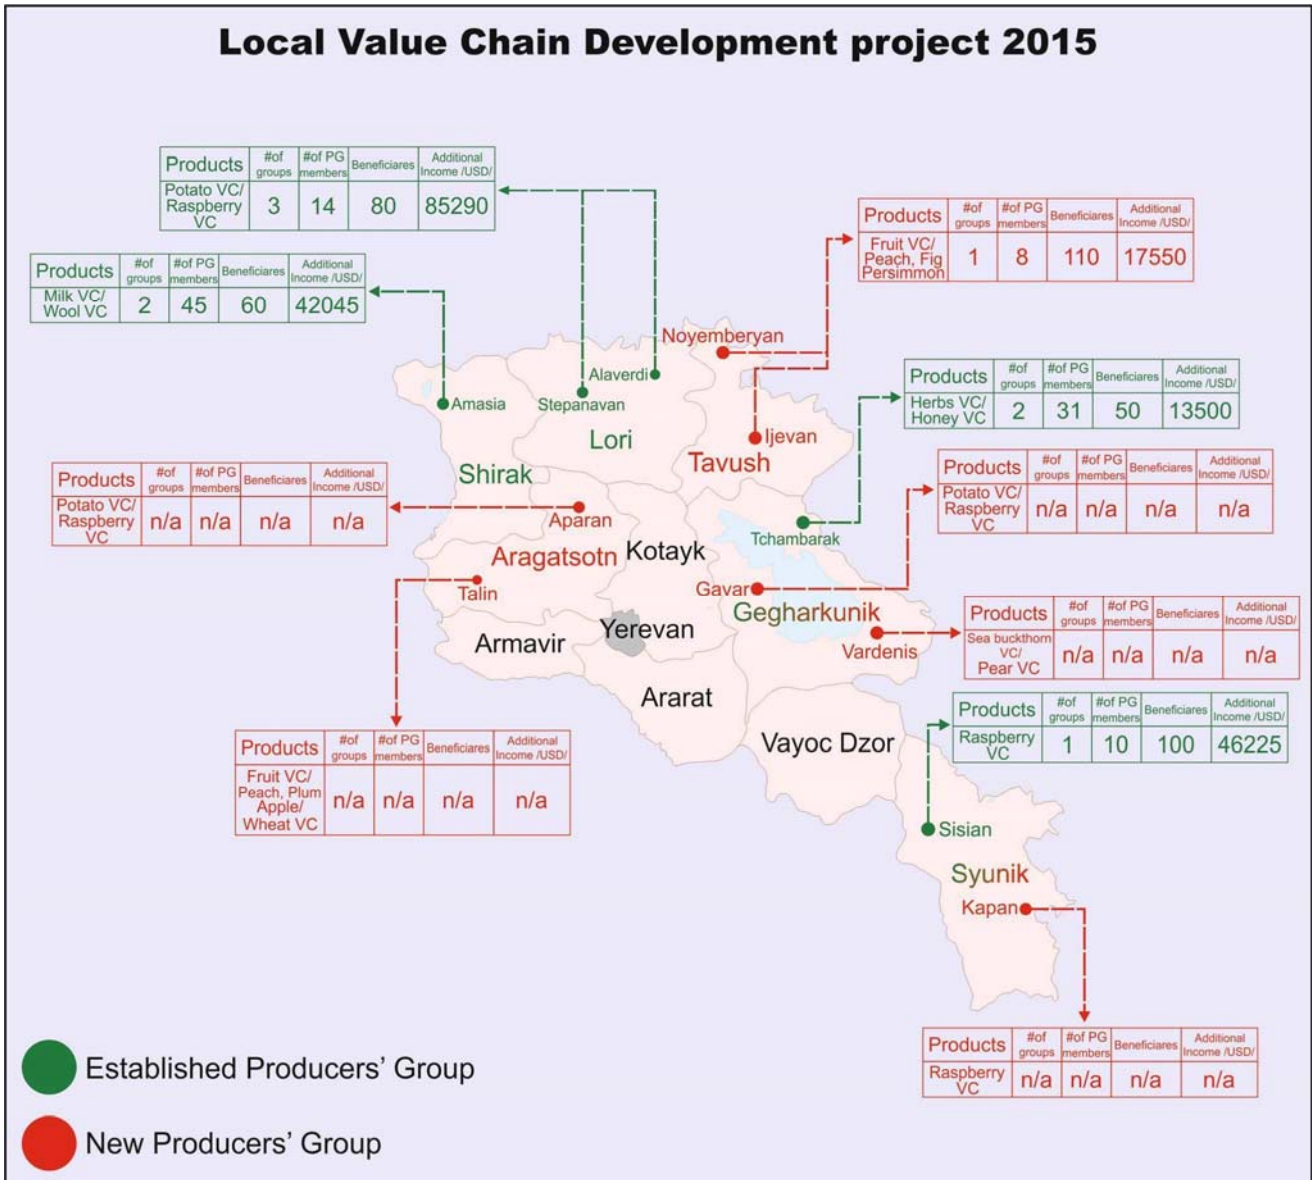 Local Value Chain Development project 2015
Products #of groups #of PG members Beneficiares Additional Income /USD/
Potato VC/ Raspberry VC 3 14 80 85290
Products #of groups #of PG members Beneficiares Additional Income /USD/
Milk VC/ Wool VC 2 45 60 42045
Products #of groups #of PG members Beneficiares Additional Income /USD/
Fruit VC/ Peach, Fig Persimmon 1 8 110 17550
Products #of groups #of PG members Beneficiares Additional Income /USD/
Herbs VC/ Honey VC 2 31 50 13500
Products #of groups #of PG members Beneficiares Additional Income /USD/
Potato VC/ Raspberry VC n/a n/a n/a n/a
Products #of groups #of PG members Beneficiares Additional Income /USD/
Potato VC/ Raspberry VC n/a n/a n/a n/a
Products #of groups #of PG members Beneficiares Additional Income /USD/
Sea buckthorn VC/ Pear VC n/a n/a n/a n/a
Products #of groups #of PG members Beneficiares Additional Income /USD/
Raspberry VC 1 10 100 46225
Products #of groups #of PG members Beneficiares Additional Income /USD/
Fruit VC/ Peach, Plum Apple/ Wheat VC n/a n/a n/a n/a
Products #of groups #of PG members Beneficiares Additional Income /USD/
Raspberry VC n/a n/a n/a n/a
Noyemberyan
Alaverdi
Amasia
Stepanavan
Lori
Ijevan
Tavush
Shirak
Aparan
Tchambarak
Aragatsotn
Kotayk
Talin
Gavar
Gegharkunik
Armavir
Yerevan
Vardenis
Ararat
Vayoc Dzor
Sisian
Syunik
Kapan
Established Producers' Group
New Producers' Group